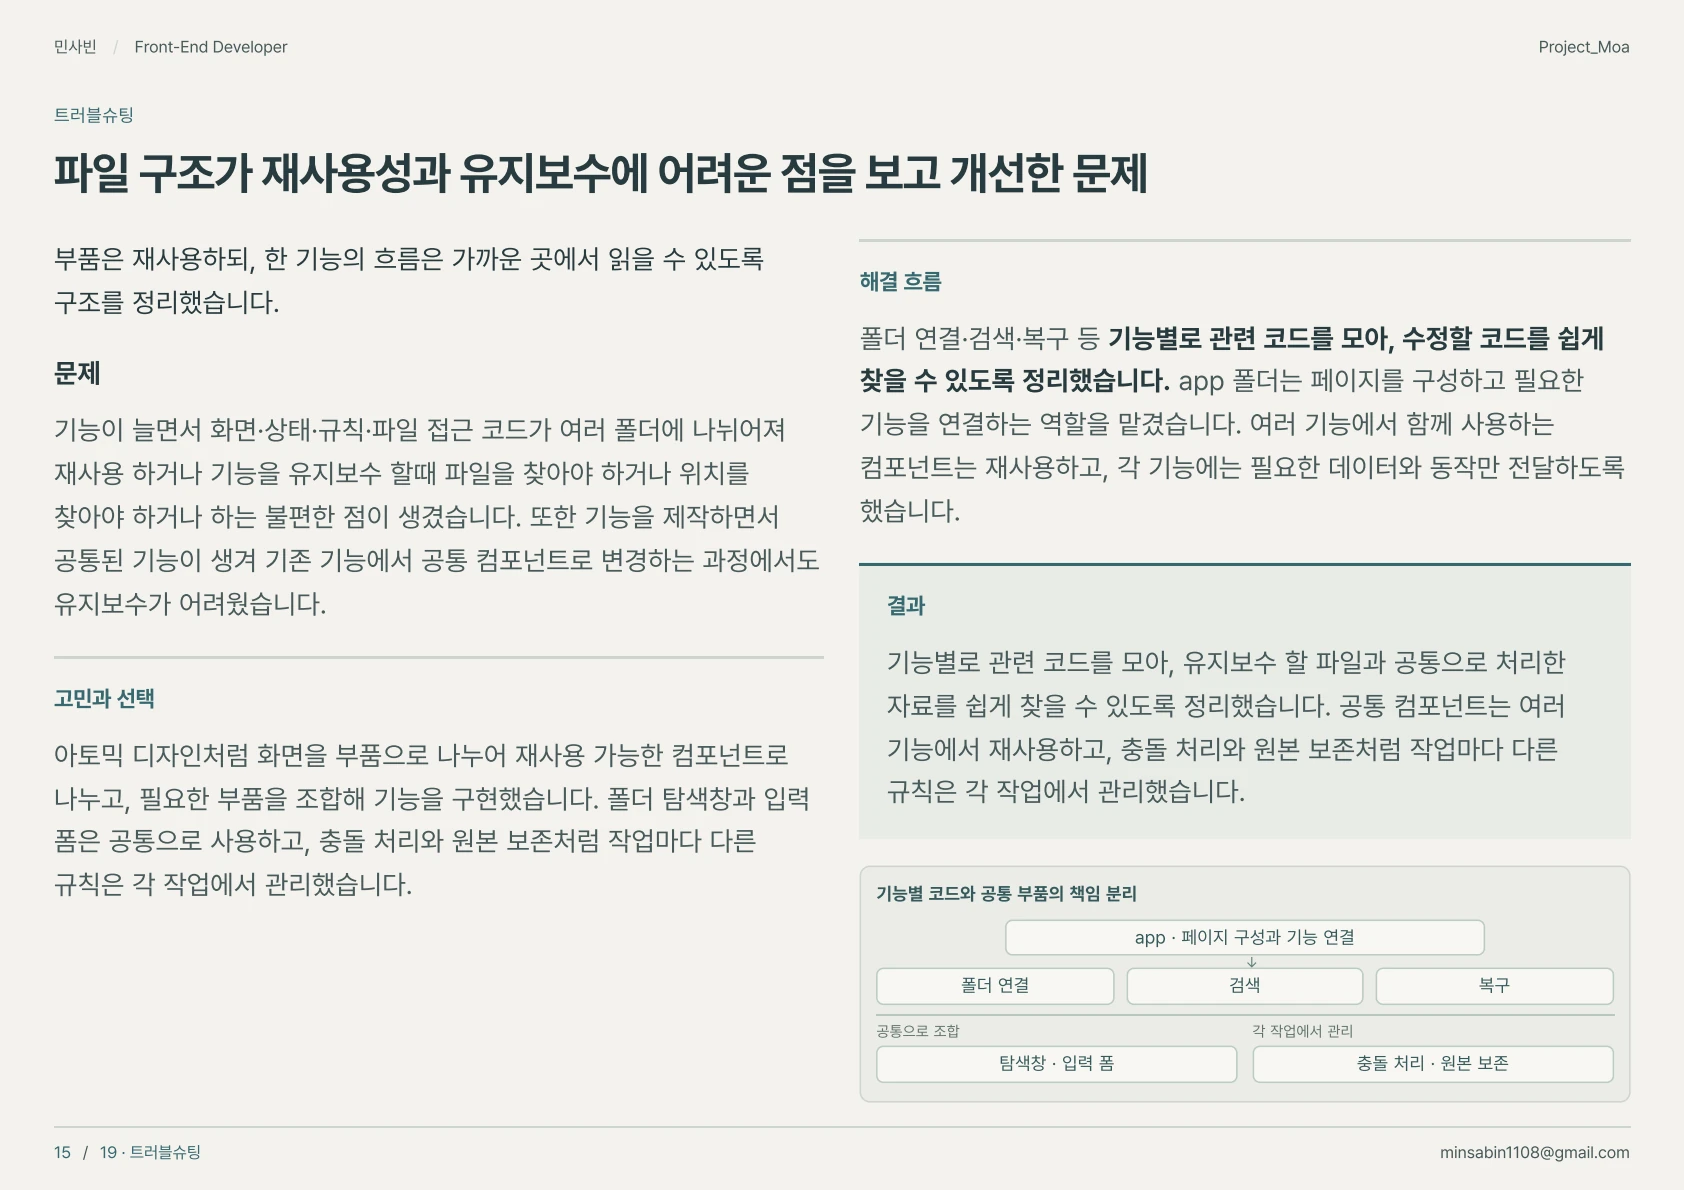 민사빈 / Front-End Developer
Project_Moa
트러블슈팅
파일 구조가 재사용성과 유지보수에 어려운 점을 보고 개선한 문제
부품은 재사용하되, 한 기능의 흐름은 가까운 곳에서 읽을 수 있도록
구조를 정리했습니다.
문제
기능이 늘면서 화면·상태·규칙·파일 접근 코드가 여러 폴더에 나뉘어져
재사용 하거나 기능을 유지보수 할때 파일을 찾아야 하거나 위치를
찾아야 하거나 하는 불편한 점이 생겼습니다. 또한 기능을 제작하면서
공통된 기능이 생겨 기존 기능에서 공통 컴포넌트로 변경하는 과정에서도
유지보수가 어려웠습니다.
고민과 선택
아토믹 디자인처럼 화면을 부품으로 나누어 재사용 가능한 컴포넌트로
나누고, 필요한 부품을 조합해 기능을 구현했습니다. 폴더 탐색창과 입력
폼은 공통으로 사용하고, 충돌 처리와 원본 보존처럼 작업마다 다른
규칙은 각 작업에서 관리했습니다.
해결 흐름
폴더 연결·검색·복구 등 기능별로 관련 코드를 모아, 수정할 코드를 쉽게
찾을 수 있도록 정리했습니다. app 폴더는 페이지를 구성하고 필요한
기능을 연결하는 역할을 맡겼습니다. 여러 기능에서 함께 사용하는
컴포넌트는 재사용하고, 각 기능에는 필요한 데이터와 동작만 전달하도록
했습니다.
결과
기능별로 관련 코드를 모아, 유지보수 할 파일과 공통으로 처리한
자료를 쉽게 찾을 수 있도록 정리했습니다. 공통 컴포넌트는 여러
기능에서 재사용하고, 충돌 처리와 원본 보존처럼 작업마다 다른
규칙은 각 작업에서 관리했습니다.
기능별 코드와 공통 부품의 책임 분리
app · 페이지 구성과 기능 연결
↓
폴더 연결
검색
복구
공통으로 조합
각 작업에서 관리
탐색창 · 입력 폼
충돌 처리 · 원본 보존
15 / 19 · 트러블슈팅
minsabin1108@gmail.com